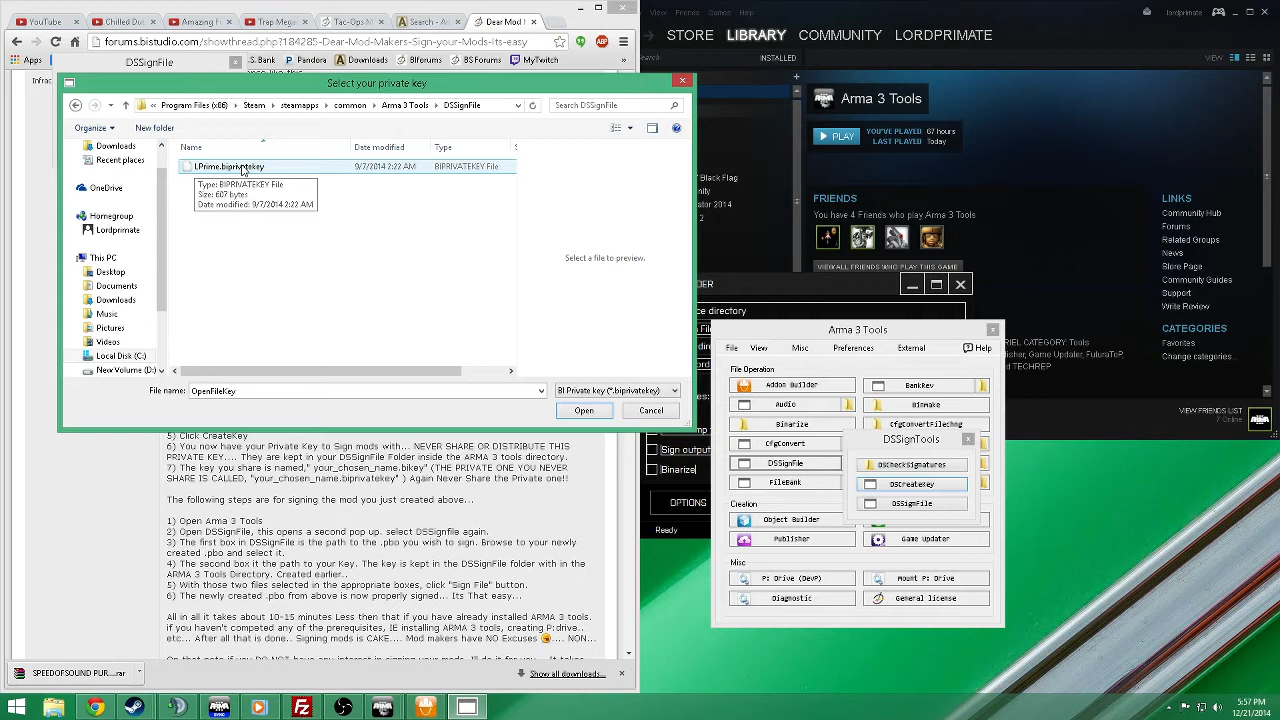 YouTube
Chilled Dub
Amazing F
Trap Mega
Tac-Ops
Search - A
Dear Mod
forums.bistudio.com/showthread.php?184285-Dear-Mod-Makers-Sign-your-Mods-Its-easy
Apps
S.Bank
Pandora
Downloads
BIforums
BS Forums
MyTwitch
DSSignFile
Infrac
Select your private key
Program Files (x86)
Steam
steamapps
common
Arma 3 Tools
DSSignFile
Search DSSignFile
Organize
New folder
Name
Date modified
Type
S
LPrime.biprivatekey
9/7/2014 2:22 AM
BIPRIVATEKEY File
Type: BIPRIVATEKEY File
Size: 607 bytes
Date modified: 9/7/2014 2:22 AM
Downloads
Recent places
OneDrive
Homegroup
Lordprimate
This PC
Desktop
Documents
Downloads
Music
Pictures
Videos
Local Disk (C:)
New Volume (D:)
Select a file to preview.
File name:
OpenFileKey
BI Private key (*.biprivatekey)
Open
Cancel
5) Click CreateKey
6) You now have your Private Key to Sign mods with... NEVER SHARE OR DISTRIBUTE THIS
PRIVATE KEY.... They are kept in your DSSignFile Folder inside the ARMA 3 tools directory.
7) The key you share is named," your_chosen_name.bikey" (THE PRIVATE ONE YOU NEVER
SHARE IS CALLED, "your_chosen_name.biprivatekey" ) Again Never Share the Private one!!
The following steps are for signing the mod you just created above...
1) Open Arma 3 Tools
2) Open DSSignFile, this opens a second pop up. select DSSignfile again.
3) The first box in DSSignFile is the path to the .pbo you wish to sign. Browse to your newly
created .pbo and select it.
4) The second box it the path to your Key. The key is kept in the DSSignFile folder with in the
ARMA 3 Tools Directory. Created earlier..
5) With those two files selected in the appropriate boxes, click "Sign File" button.
6) The newly created .pbo from above is now properly signed... Its That easy...
All in all it takes about 10-15 minutes Less then that if you already have ARMA 3 tools.
if you haven't competed any of the prerequisites, IE installing ARMA 3 tools, creating P:drive.
etc... After all that is done.. Signing mods is CAKE.... Mod makers have NO Excuses ... NON...
SPEEDOFSOUND PUR....rar
Show all downloads...
View
Friends
Games
Help
lordprimate
STORE
LIBRARY
COMMUNITY
LORDPRIMATE
INSTALLED
VIEW
Arma 3 Tools
PLAY
YOU'VE PLAYED
67 hours
LAST PLAYED
Today
Black Flag
FRIENDS
You have 4 Friends who play Arma 3 Tools
VIEW ALL FRIENDS WHO PLAY THIS GAME
LINKS
Community Hub
Forums
Related Groups
News
Store Page
Community Guides
Support
Write Review
CATEGORIES
Favorites
Change categories...
VIEW FRIENDS LIST
7 Online
Arma 3 Tools
File
View
Misc
Preferences
External
Help
File Operation
Addon Builder
BankRev
Audio
Binmake
Binarize
CfgConvertFilechng
CfgConvert
DSSignFile
FileBank
Creation
Object Builder
Publisher
Game Updater
Misc
P: Drive (DevP)
Mount P: Drive
Diagnostic
General license
DSSignTools
DSCheckSignatures
DSCreateKey
DSSignFile
Sign output
Binarize
OPTIONS
Ready
5:57 PM
12/21/2014